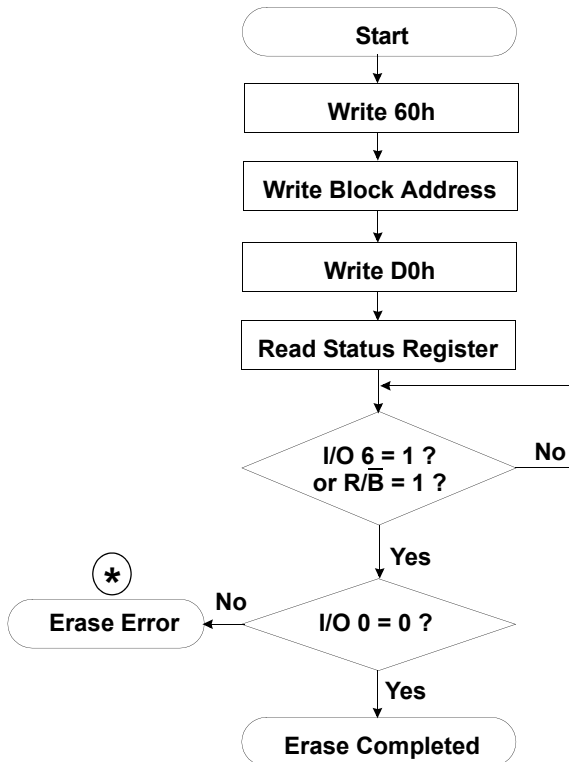 Start
Write 60h
Write Block Address
Write D0h
Read Status Register
I/O 6 = 1 ?
or R/B̅ = 1 ?
No
Yes
*
No
Erase Error
I/O 0 = 0 ?
Yes
Erase Completed